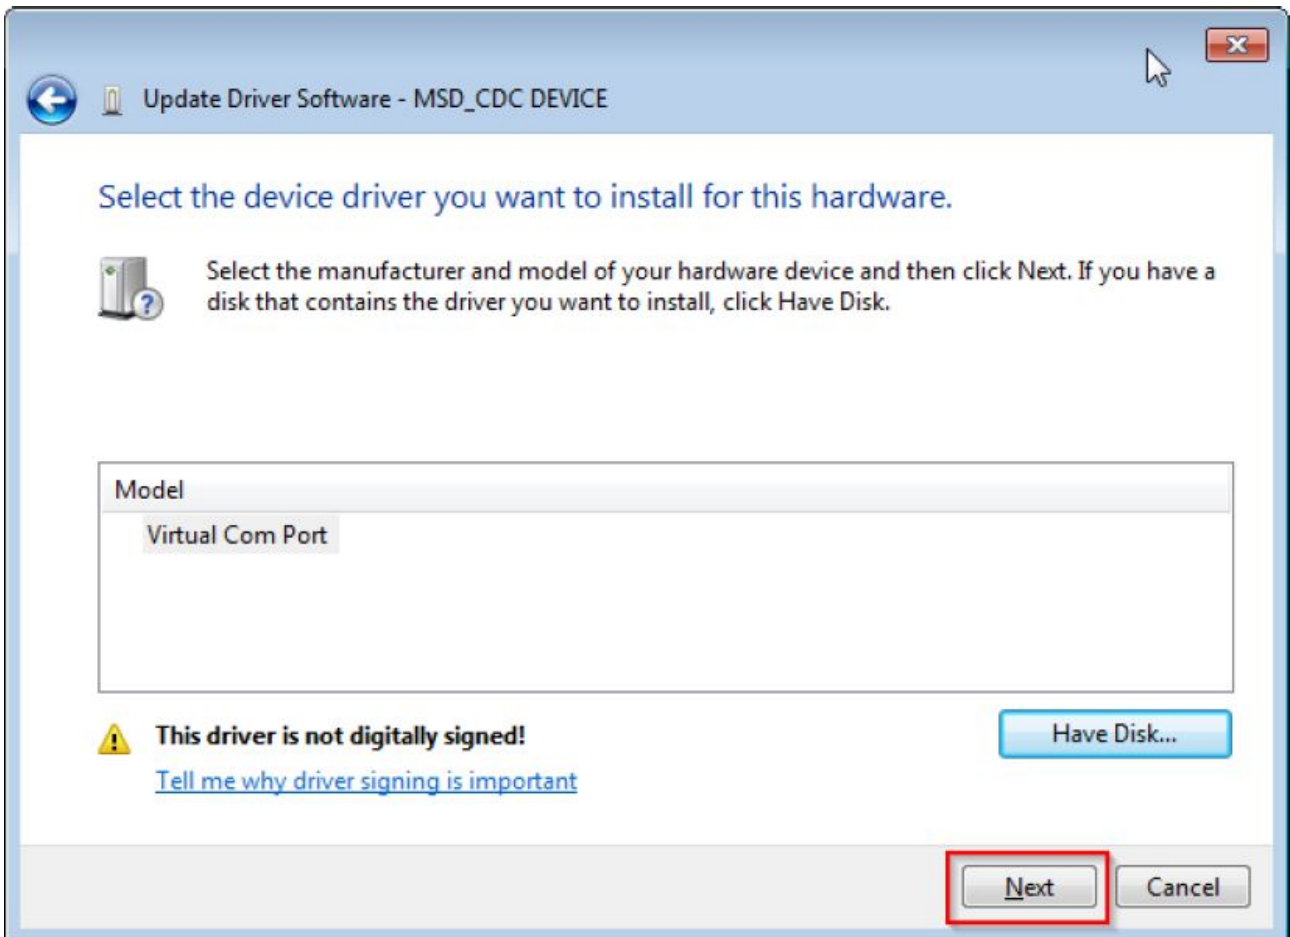 Update Driver Software - MSD_CDC DEVICE
Select the device driver you want to install for this hardware.
Select the manufacturer and model of your hardware device and then click Next. If you have a
disk that contains the driver you want to install, click Have Disk.
Model
Virtual Com Port
This driver is not digitally signed!
Have Disk...
Tell me why driver signing is important
Next
Cancel